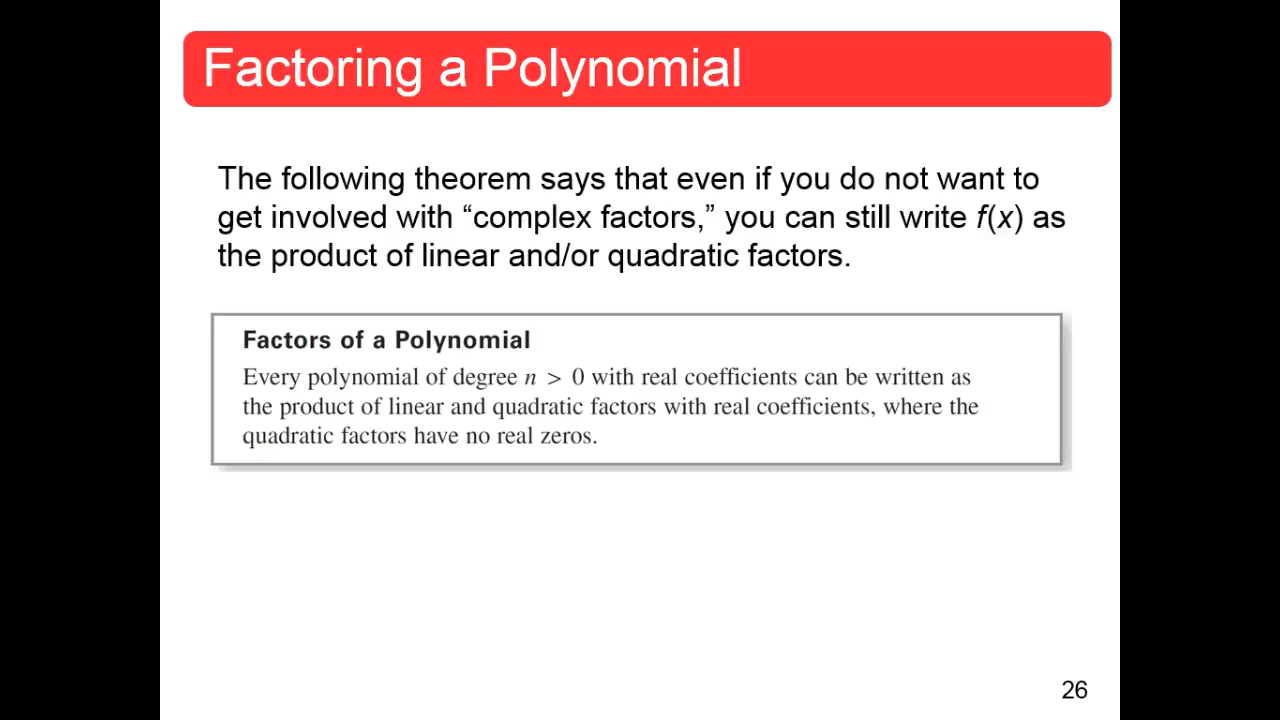 Factoring a Polynomial
The following theorem says that even if you do not want to
get involved with “complex factors,” you can still write f(x) as
the product of linear and/or quadratic factors.
Factors of a Polynomial
Every polynomial of degree n > 0 with real coefficients can be written as
the product of linear and quadratic factors with real coefficients, where the
quadratic factors have no real zeros.
26